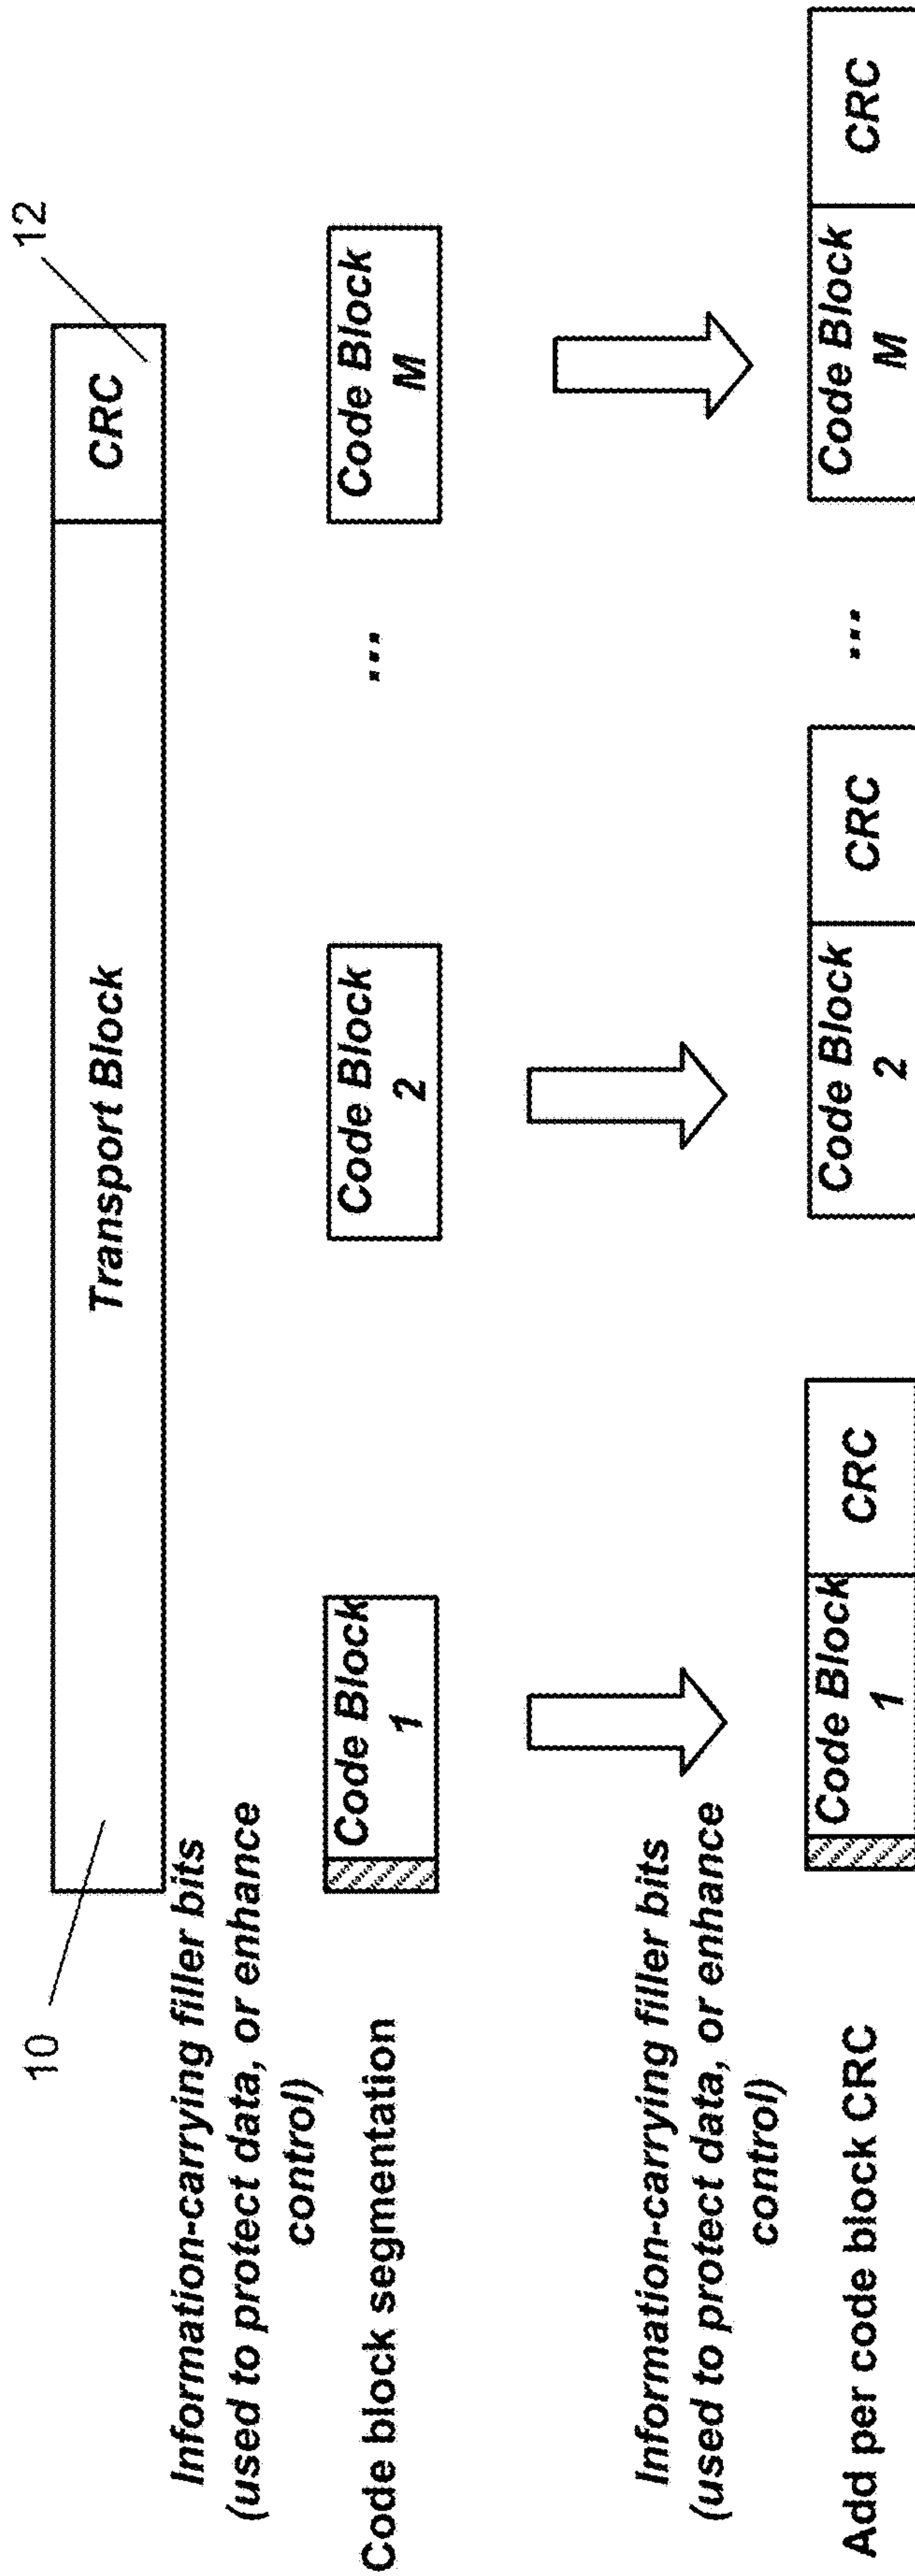 10
Transport Block
CRC
12
Information-carrying filler bits
(used to protect data, or enhance
control)
Code block segmentation
Code Block
1
Code Block
2
...
Code Block
M
Information-carrying filler bits
(used to protect data, or enhance
control)
Add per code block CRC
Code Block
1
CRC
Code Block
2
CRC
...
Code Block
M
CRC